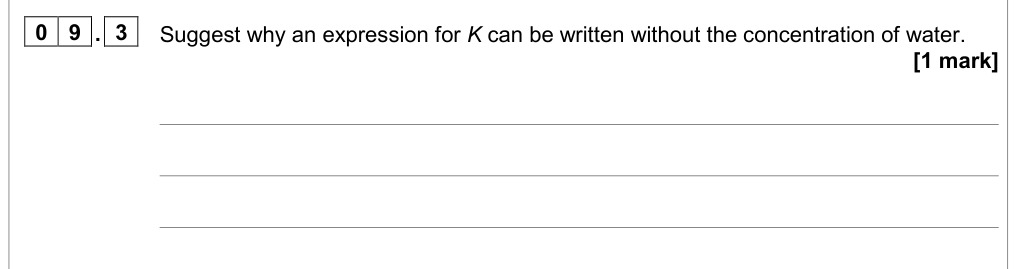 0 9 . 3 Suggest why an expression for K can be written without the concentration of water.
[1 mark]